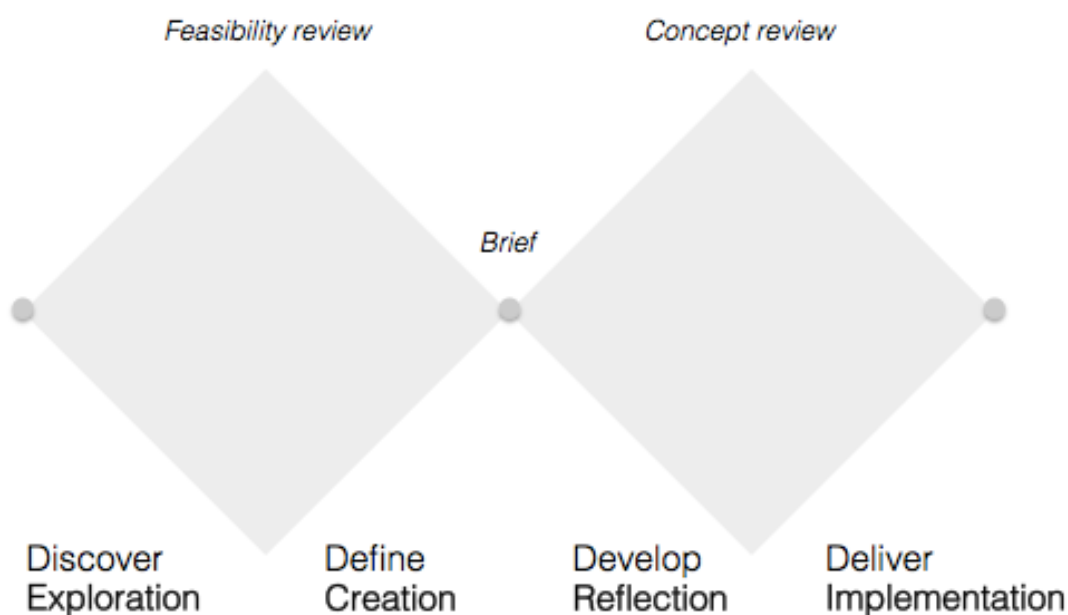 Feasibility review
Concept review
Brief
Discover
Exploration
Define
Creation
Develop
Reflection
Deliver
Implementation